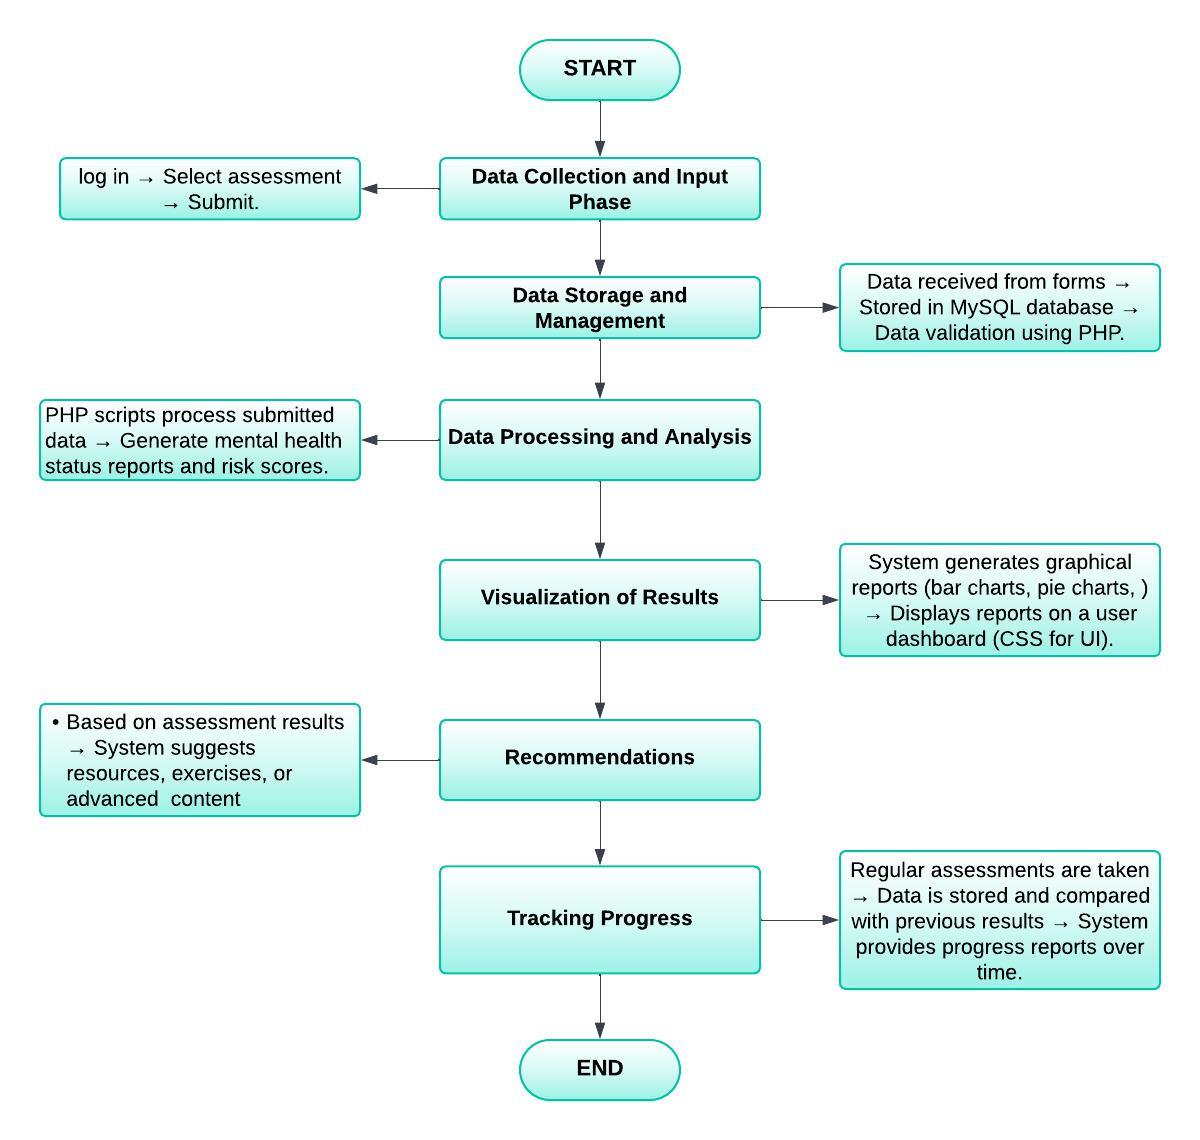 START
log in → Select assessment
→ Submit.
Data Collection and Input
Phase
Data Storage and
Management
Data received from forms →
Stored in MySQL database →
Data validation using PHP.
PHP scripts process submitted
data → Generate mental health
status reports and risk scores.
Data Processing and Analysis
Visualization of Results
System generates graphical
reports (bar charts, pie charts, )
→ Displays reports on a user
dashboard (CSS for UI).
• Based on assessment results
→ System suggests
resources, exercises, or
advanced  content
Recommendations
Tracking Progress
Regular assessments are taken
→ Data is stored and compared
with previous results → System
provides progress reports over
time.
END